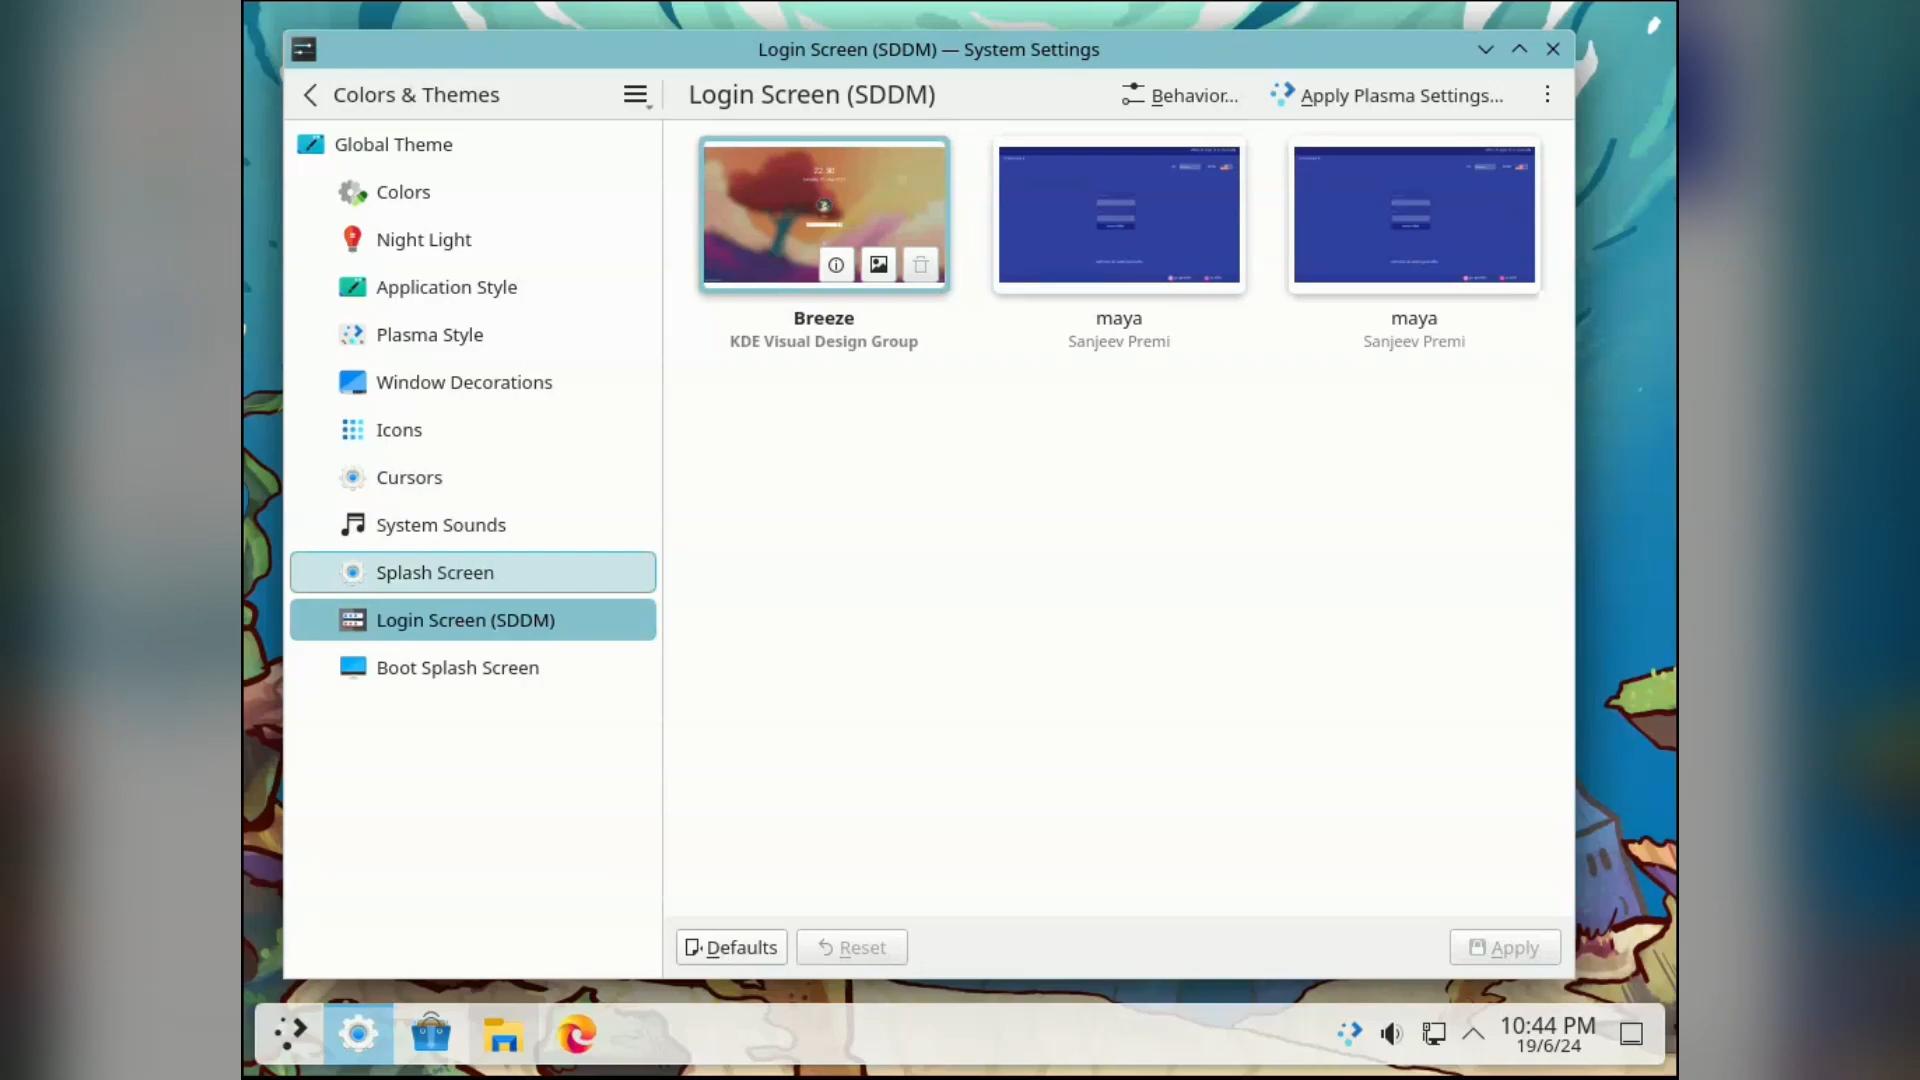 Login Screen (SDDM) — System Settings
Colors & Themes
Login Screen (SDDM)
Behavior...
Apply Plasma Settings...
Global Theme
Colors
Night Light
Application Style
Plasma Style
Window Decorations
Icons
Cursors
System Sounds
Splash Screen
Login Screen (SDDM)
Boot Splash Screen
22:30
Breeze
KDE Visual Design Group
maya
Sanjeev Premi
maya
Sanjeev Premi
Defaults
Reset
Apply
10:44 PM
19/6/24